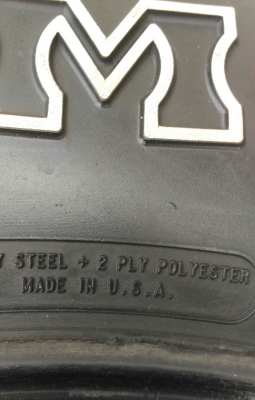 M
Y STEEL + 2 PLY POLYESTER
MADE IN U.S.A.